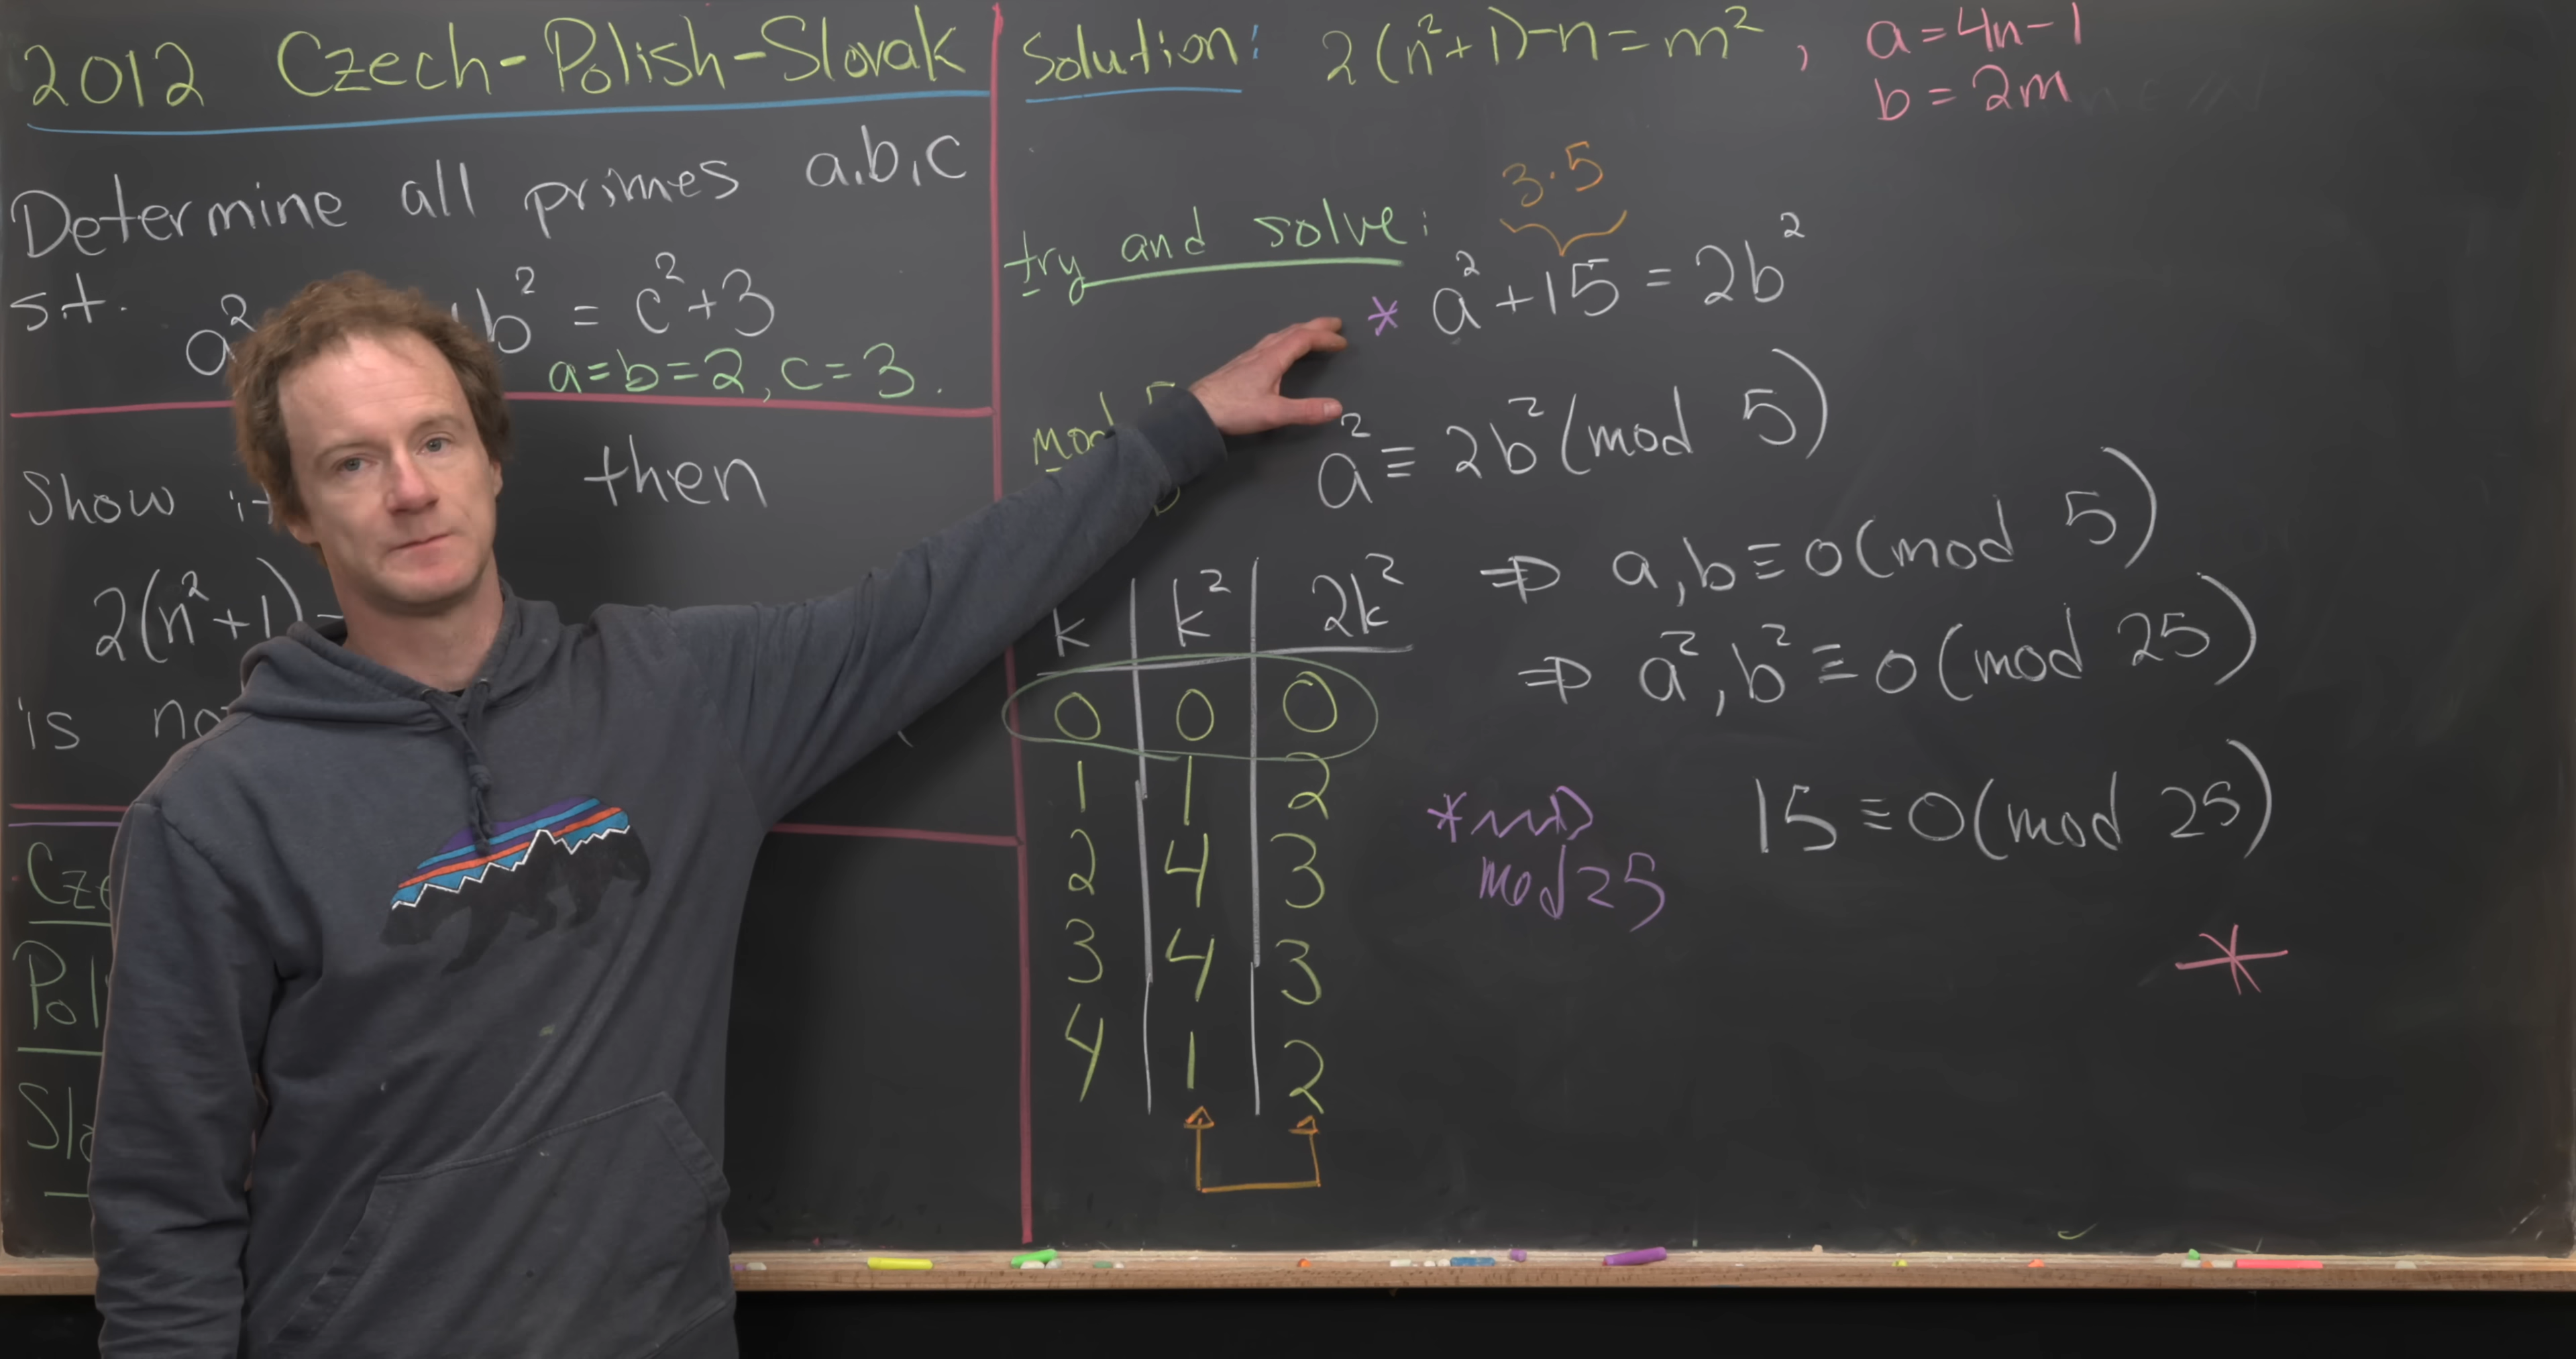 2012 Czech-Polish-Slovak
Determine all primes a,b,c
s.t. a² b² = c²+3
a=b=2, c=3.
Show then
2(n²+1)-
is
Solution: 2(n²+1)-n=m², a=4n-1
b=2m
try and solve:
3·5
* a²+15=2b²
mod 5
a²≡2b²(mod 5)
⇒ a,b≡0(mod 5)
⇒ a²,b²≡0(mod 25)
k k² 2k²
0 0 0
1 1 2
2 4 3
3 4 3
4 1 2
* mod 25
15≡0(mod 25)